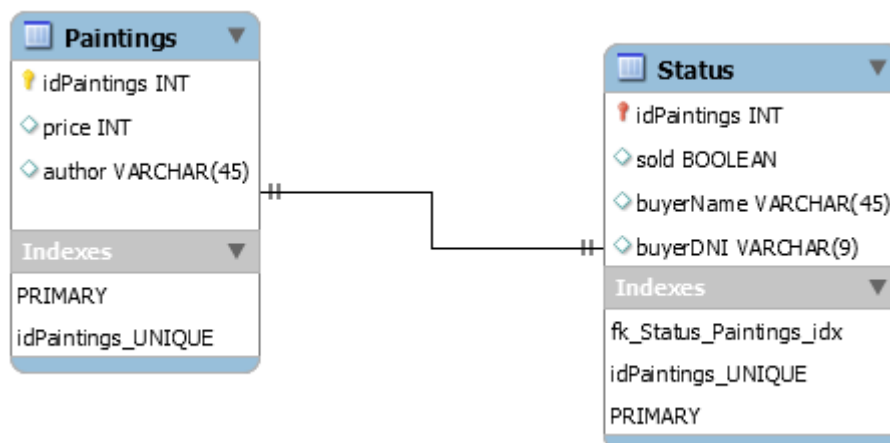 Paintings
idPaintings INT
price INT
author VARCHAR(45)
Indexes
PRIMARY
idPaintings_UNIQUE
Status
idPaintings INT
sold BOOLEAN
buyerName VARCHAR(45)
buyerDNI VARCHAR(9)
Indexes
fk_Status_Paintings_idx
idPaintings_UNIQUE
PRIMARY